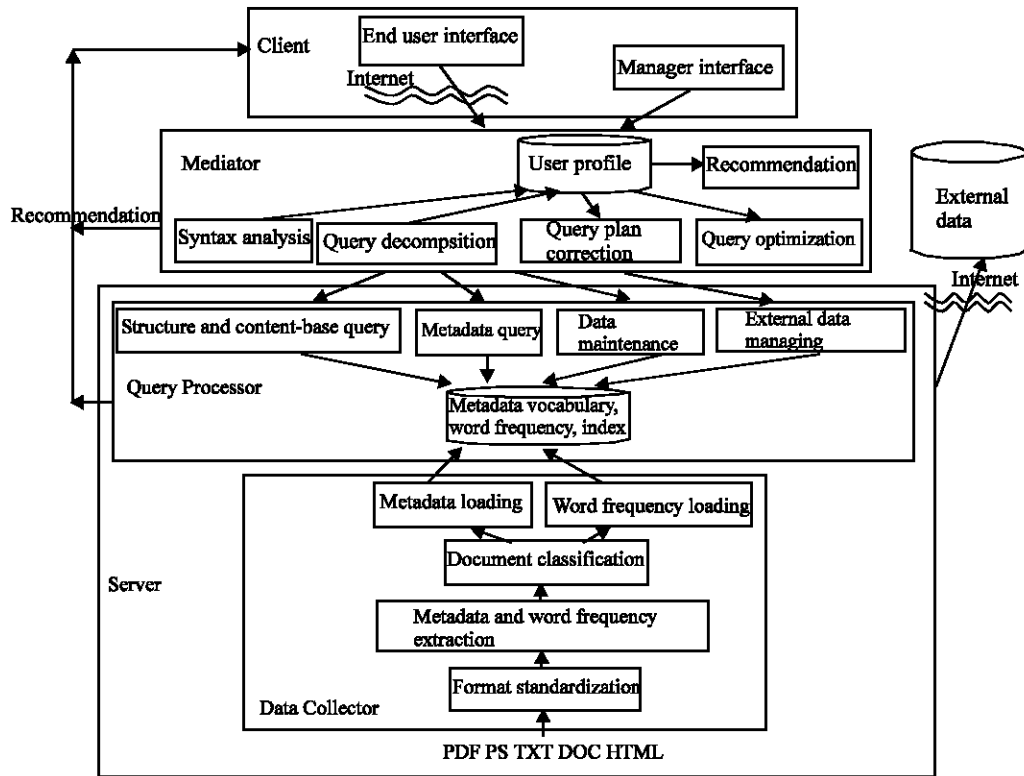 Client
End user interface
Internet
Manager interface
Mediator
User profile
Recommendation
External
data
Recommendation
Syntax analysis
Query decompsition
Query plan
correction
Query optimization
Internet
Structure and content-base query
Metadata query
Data
maintenance
External data
managing
Query Processor
Metadata vocabulary,
word frequency, index
Metadata loading
Word frequency loading
Document classification
Server
Metadata and word frequency
extraction
Format standardization
Data Collector
PDF PS TXT DOC HTML